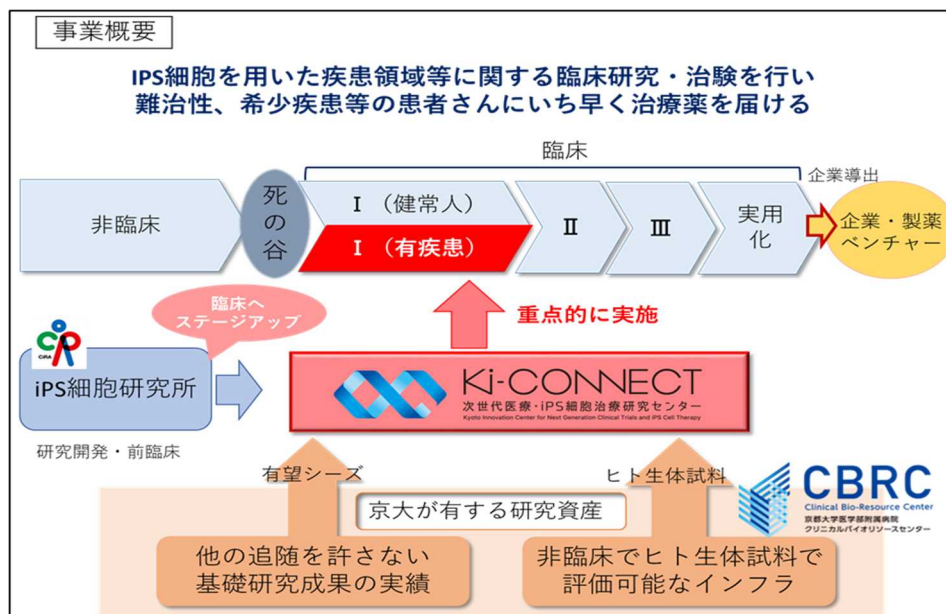 事業概要
IPS細胞を用いた疾患領域等に関する臨床研究・治験を行い
難治性、希少疾患等の患者さんにいち早く治療薬を届ける
臨床
非臨床
死の谷
I （健常人）
I （有疾患）
II
III
実用化
企業導出
企業・製薬
ベンチャー
臨床へ
ステージアップ
重点的に実施
CiRA
iPS細胞研究所
研究開発・前臨床
Ki-CONNECT
次世代医療・iPS細胞治療研究センター
Kyoto Innovation Center for Next Generation Clinical Trials and iPS Cell Therapy
有望シーズ
ヒト生体試料
京大が有する研究資産
CBRC
Clinical Bio-Resource Center
京都大学医学部附属病院
クリニカルバイオリソースセンター
他の追随を許さない
基礎研究成果の実績
非臨床でヒト生体試料で
評価可能なインフラ